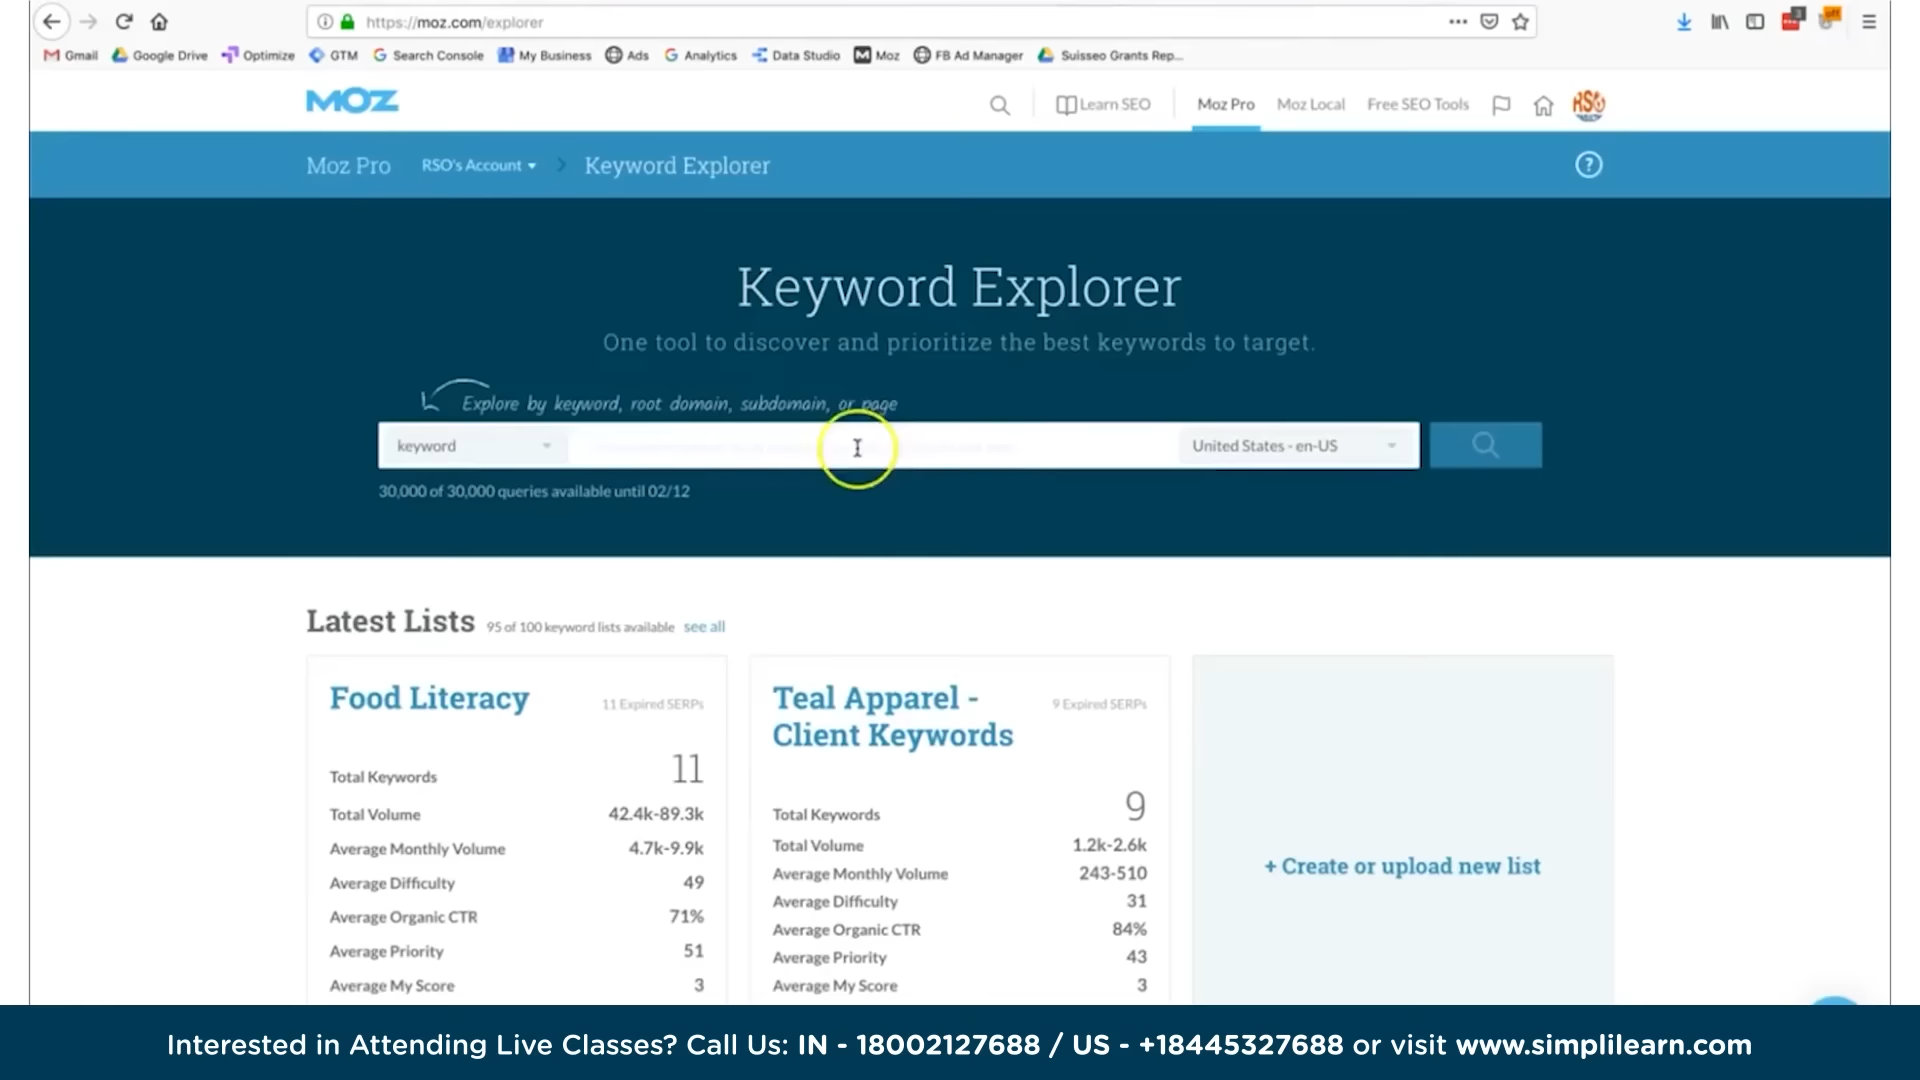 https://moz.com/explorer
3
off
Gmail Google Drive Optimize GTM Search Console My Business Ads Analytics Data Studio Moz FB Ad Manager Suisseo Grants Rep...
MOZ Learn SEO Moz Pro Moz Local Free SEO Tools RSO
Moz Pro RSO's Account Keyword Explorer ?
Keyword Explorer
One tool to discover and prioritize the best keywords to target.
Explore by keyword, root domain, subdomain, or page
keyword United States - en-US
30,000 of 30,000 queries available until 02/12
Latest Lists 95 of 100 keyword lists available see all
Food Literacy 11 Expired SERPs
Total Keywords 11
Total Volume 42.4k-89.3k
Average Monthly Volume 4.7k-9.9k
Average Difficulty 49
Average Organic CTR 71%
Average Priority 51
Average My Score 3
Teal Apparel - 9 Expired SERPs
Client Keywords
Total Keywords 9
Total Volume 1.2k-2.6k
Average Monthly Volume 243-510
Average Difficulty 31
Average Organic CTR 84%
Average Priority 43
Average My Score 3
+ Create or upload new list
Interested in Attending Live Classes? Call Us: IN - 18002127688 / US - +18445327688 or visit www.simplilearn.com